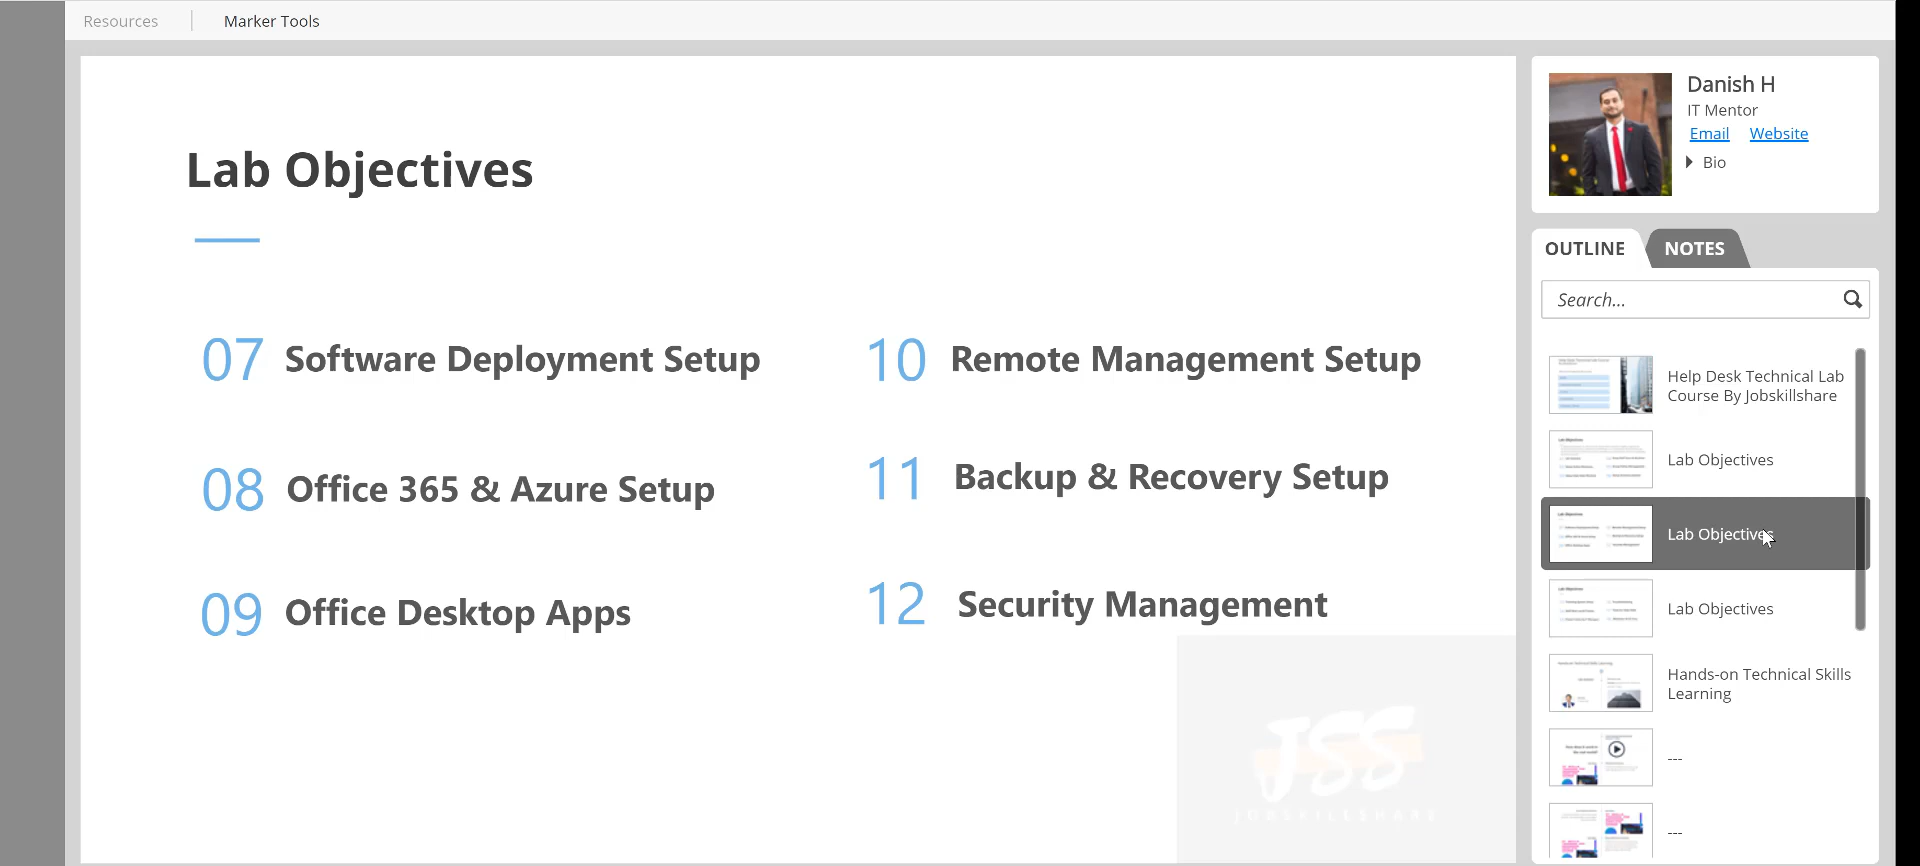 Resources
Marker Tools
Lab Objectives
07 Software Deployment Setup
08 Office 365 & Azure Setup
09 Office Desktop Apps
10 Remote Management Setup
11 Backup & Recovery Setup
12 Security Management
JSS
JOBSKILLSHARE
Danish H
IT Mentor
Email Website
Bio
OUTLINE
NOTES
Search...
Help Desk Technical Lab
Course By Jobskillshare
Lab Objectives
Lab Objectives
Lab Objectives
Hands-on Technical Skills
Learning
---
---